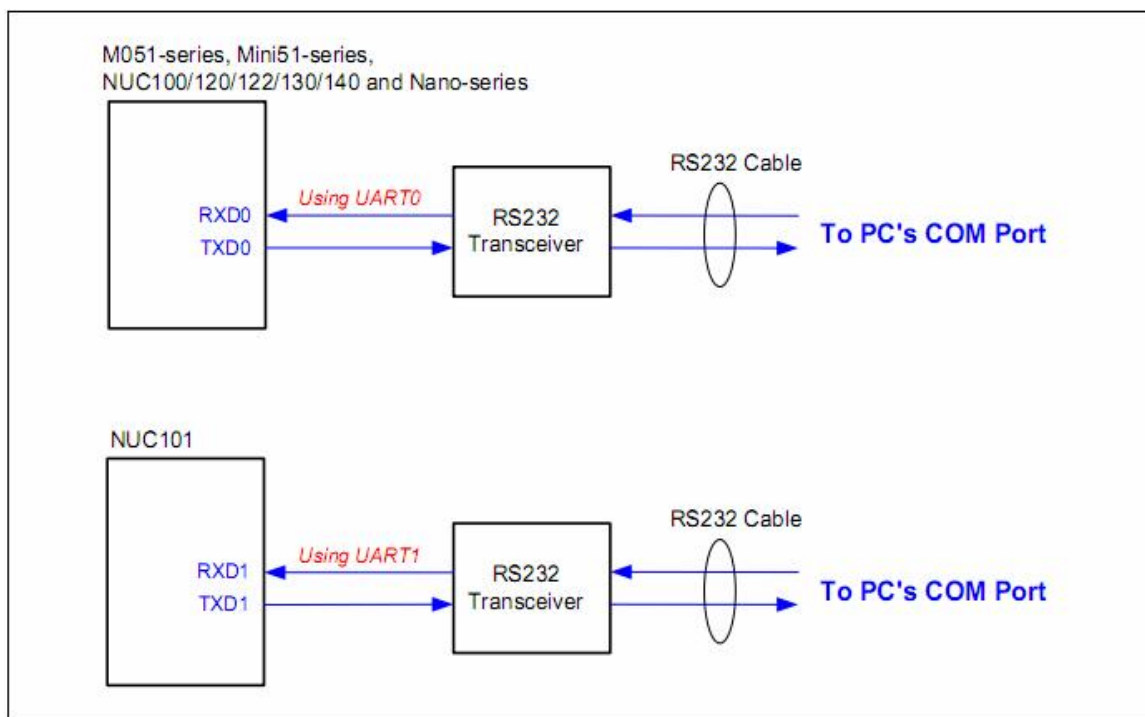 M051-series, Mini51-series,
NUC100/120/122/130/140 and Nano-series
RS232 Cable
Using UART0
RXD0
TXD0
RS232
Transceiver
To PC's COM Port
NUC101
RS232 Cable
Using UART1
RXD1
TXD1
RS232
Transceiver
To PC's COM Port